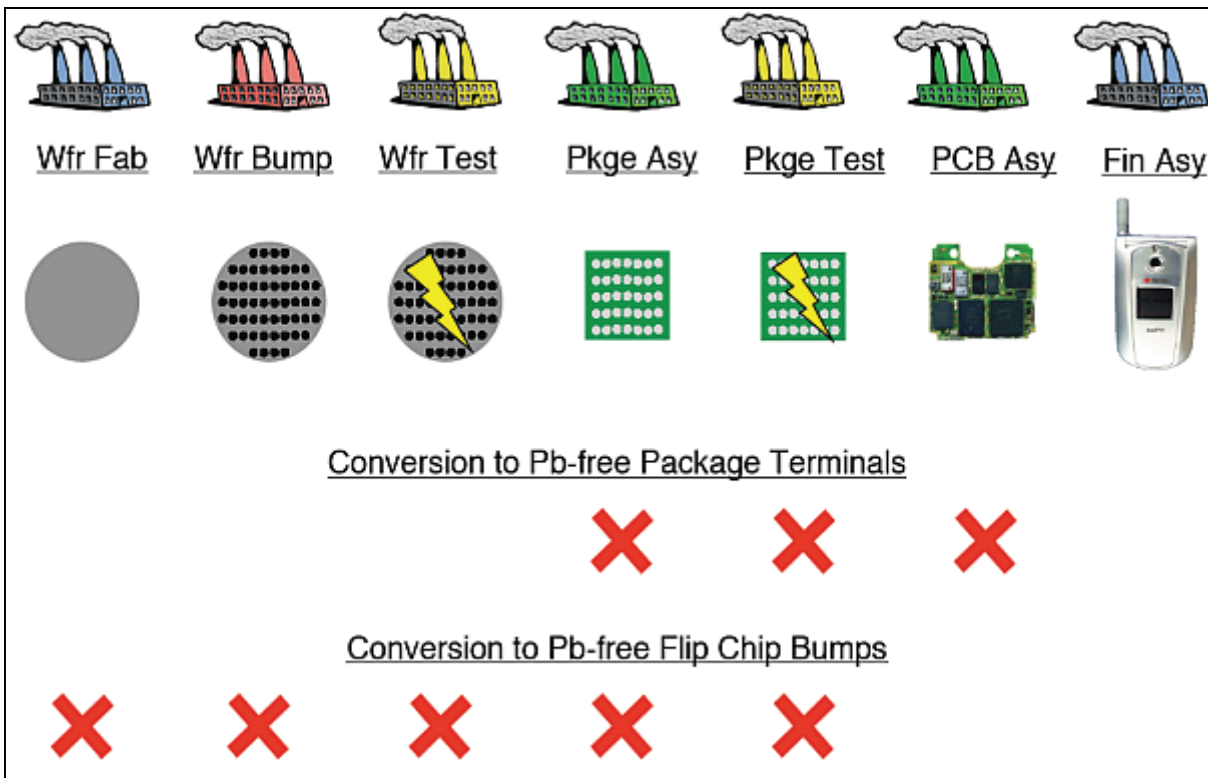 Wfr Fab Wfr Bump Wfr Test Pkge Asy Pkge Test PCB Asy Fin Asy
Conversion to Pb-free Package Terminals
Conversion to Pb-free Flip Chip Bumps